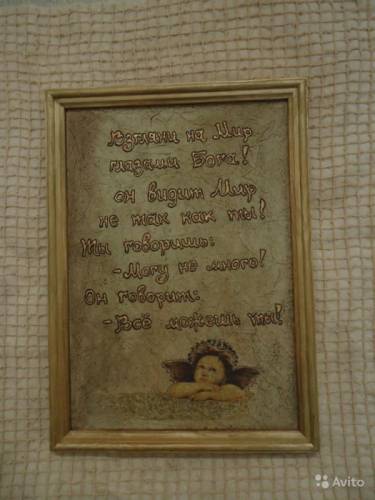 Взгляни на Мир
глазами Бога!
он видит Мир
не так как ты!
Ты говоришь:
-Могу не много!
Он говорит:
-Всё можешь ты!
Avito